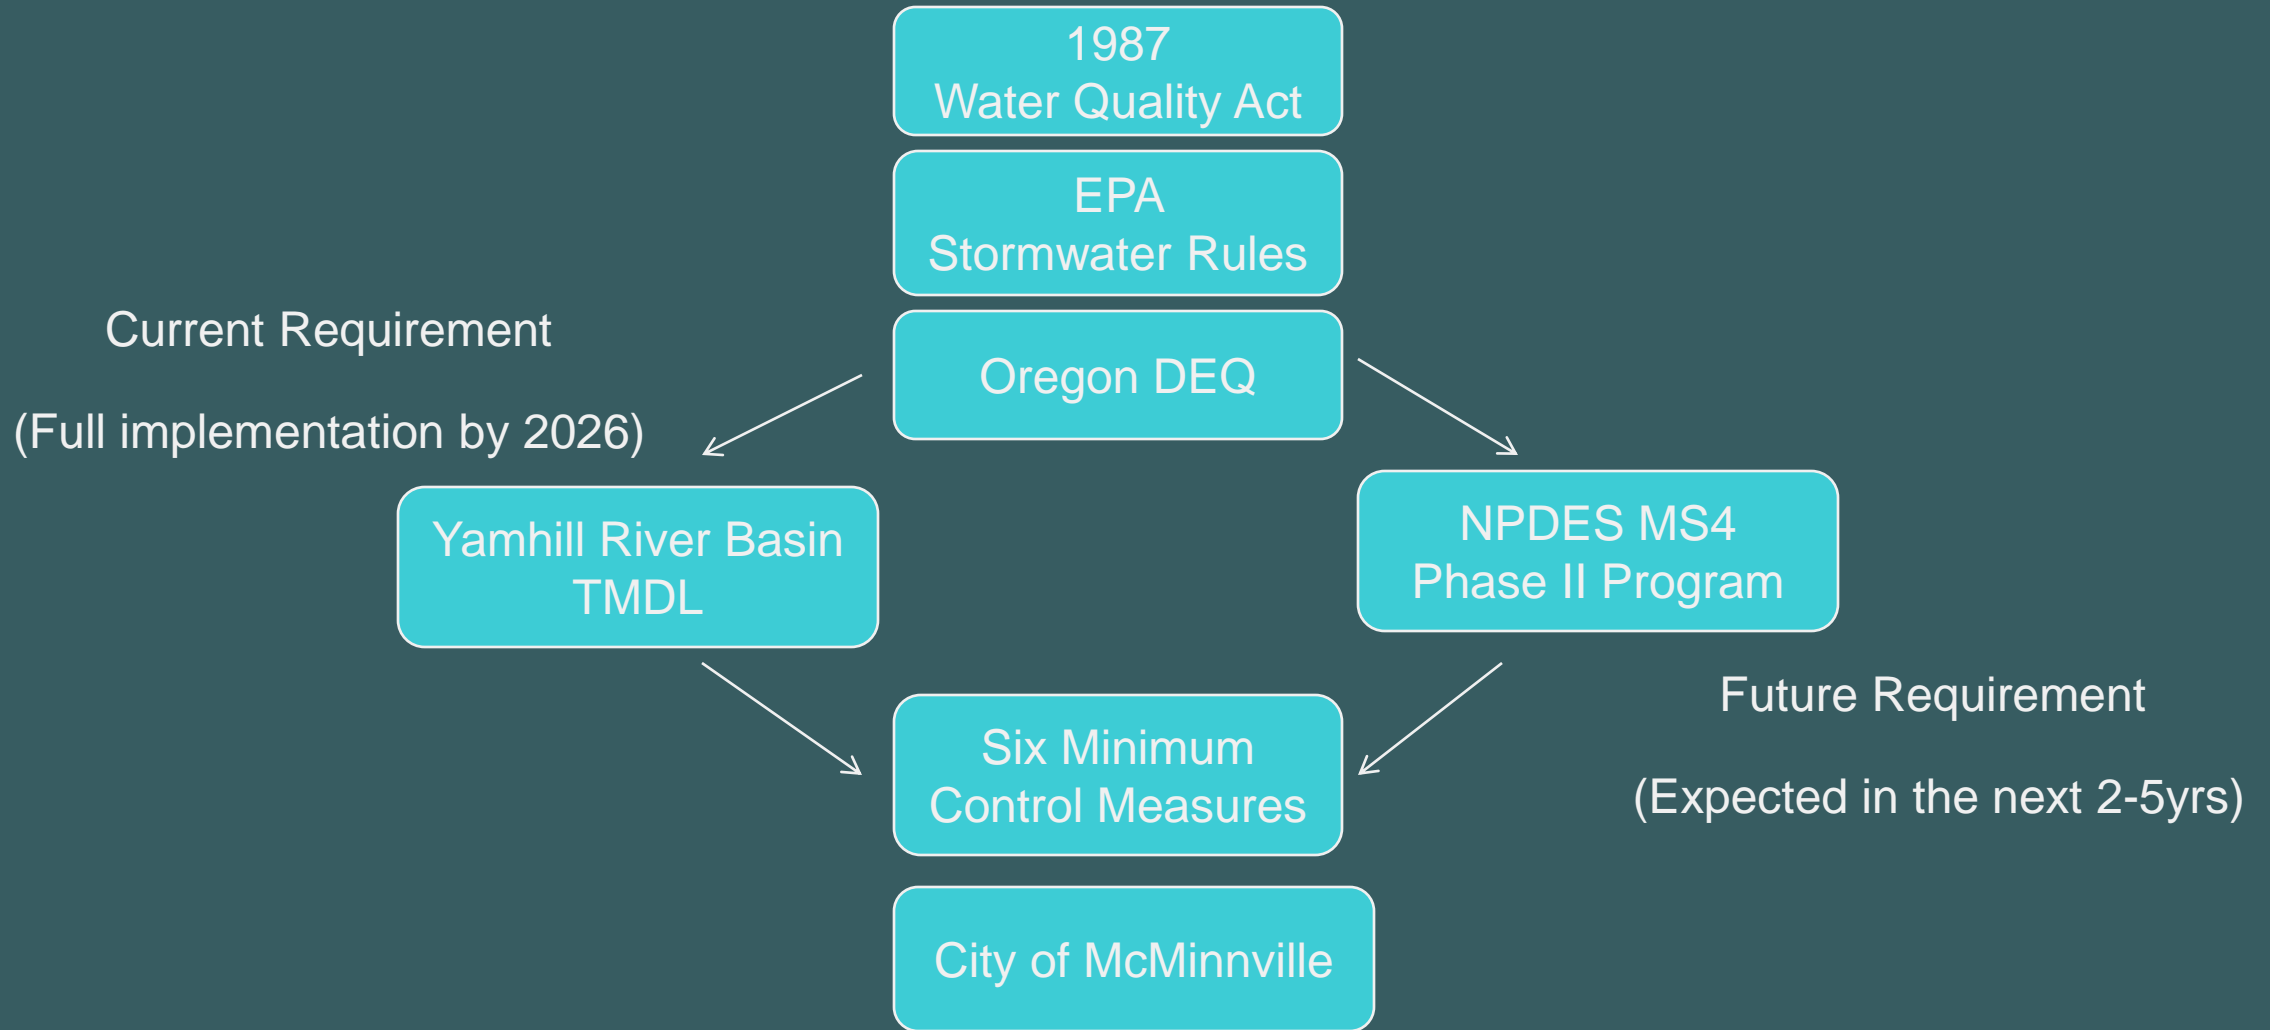 1987
Water Quality Act
EPA
Stormwater Rules
Current Requirement
(Full implementation by 2026)
Oregon DEQ
Yamhill River Basin
TMDL
NPDES MS4
Phase II Program
Future Requirement
(Expected in the next 2-5yrs)
Six Minimum
Control Measures
City of McMinnville